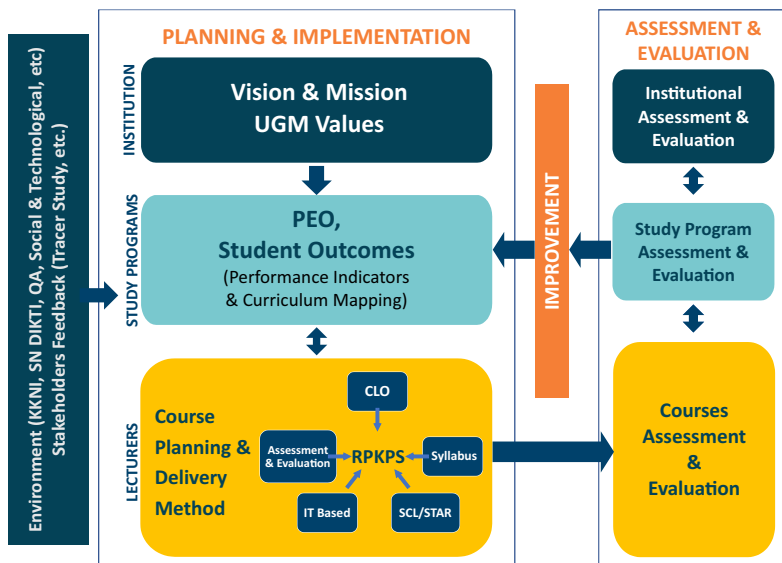 Environment (KKNI, SN DIKTI, QA, Social & Technological, etc)
Stakeholders Feedback (Tracer Study, etc.)
PLANNING & IMPLEMENTATION
INSTITUTION
Vision & Mission
UGM Values
STUDY PROGRAMS
PEO,
Student Outcomes
(Performance Indicators
& Curriculum Mapping)
LECTURERS
Course
Planning &
Delivery
Method
CLO
Assessment
& Evaluation
RPKPS
Syllabus
IT Based
SCL/STAR
IMPROVEMENT
ASSESSMENT &
EVALUATION
Institutional
Assessment &
Evaluation
Study Program
Assessment &
Evaluation
Courses
Assessment
&
Evaluation